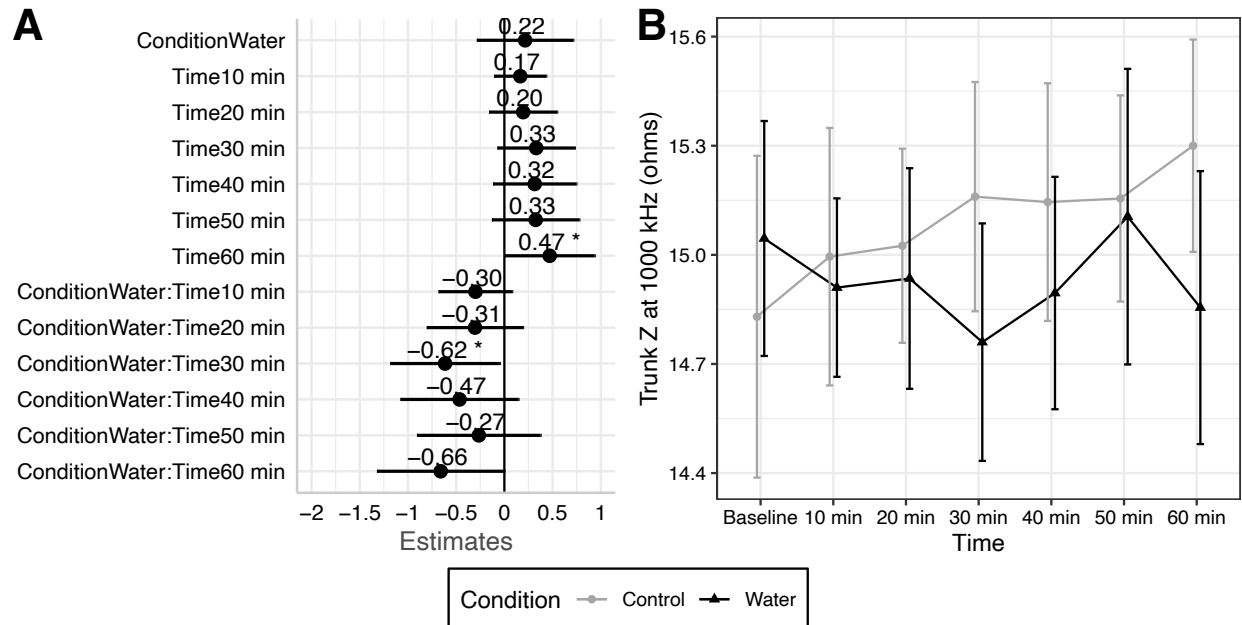 A
ConditionWater
0.22
Time10 min
0.17
Time20 min
0.20
Time30 min
0.33
Time40 min
0.32
Time50 min
0.33
Time60 min
0.47 *
ConditionWater:Time10 min
−0.30
ConditionWater:Time20 min
−0.31
ConditionWater:Time30 min
−0.62 *
ConditionWater:Time40 min
−0.47
ConditionWater:Time50 min
−0.27
ConditionWater:Time60 min
−0.66
−2 −1.5 −1 −0.5 0 0.5 1
Estimates
B
Trunk Z at 1000 kHz (ohms)
15.6
15.3
15.0
14.7
14.4
Baseline 10 min 20 min 30 min 40 min 50 min 60 min
Time
Condition Control Water